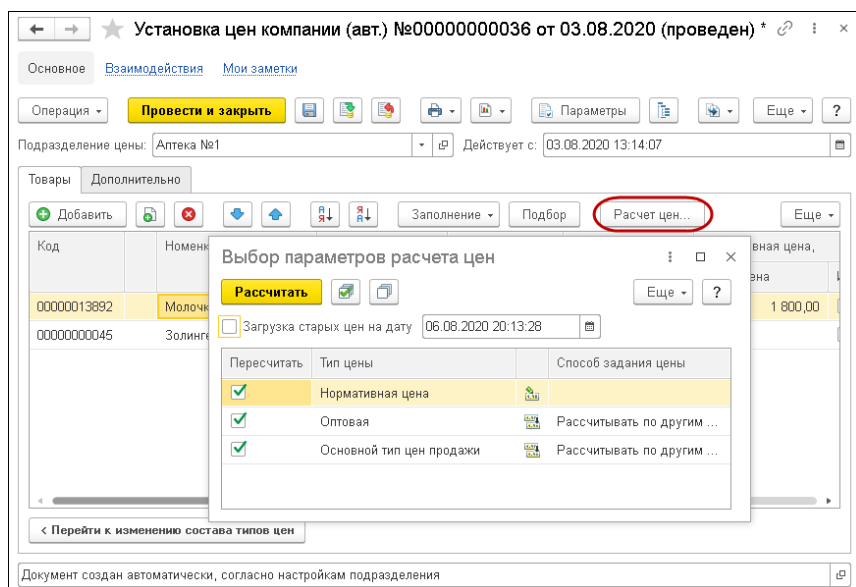 Установка цен компании (авт.) №00000000036 от 03.08.2020 (проведен) *
Основное Взаимодействия Мои заметки
Операция Провести и закрыть Параметры Еще ?
Подразделение цены: Аптека №1 Действует с: 03.08.2020 13:14:07
Товары Дополнительно
Добавить Заполнение Подбор Расчет цен... Еще
Код Номенк вная цена,
ена
00000013892 Молочк 1 800,00
00000000045 Золинге
Выбор параметров расчета цен
Рассчитать Еще ?
Загрузка старых цен на дату 06.08.2020 20:13:28
Пересчитать Тип цены Способ задания цены
Нормативная цена
Оптовая Рассчитывать по другим ...
Основной тип цен продажи Рассчитывать по другим ...
< Перейти к изменению состава типов цен
Документ создан автоматически, согласно настройкам подразделения